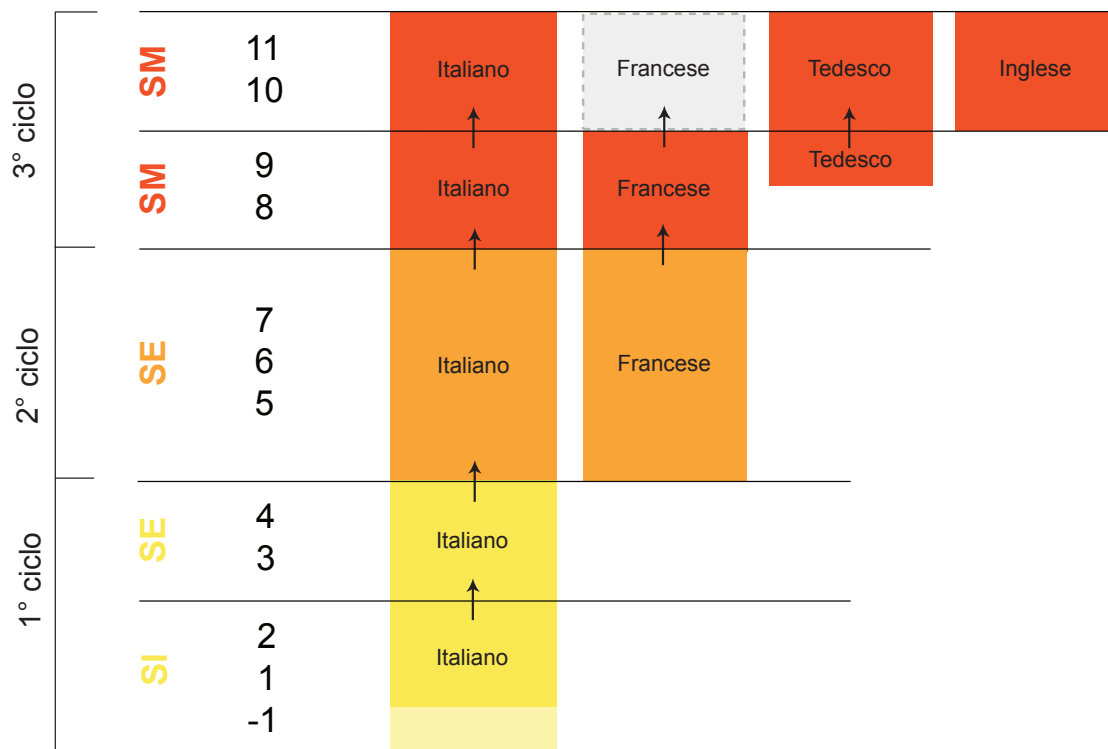 3° ciclo
SM
11
10
Italiano
Francese
Tedesco
Inglese
SM
9
8
Italiano
Francese
Tedesco
2° ciclo
SE
7
6
5
Italiano
Francese
1° ciclo
SE
4
3
Italiano
SI
2
1
-1
Italiano